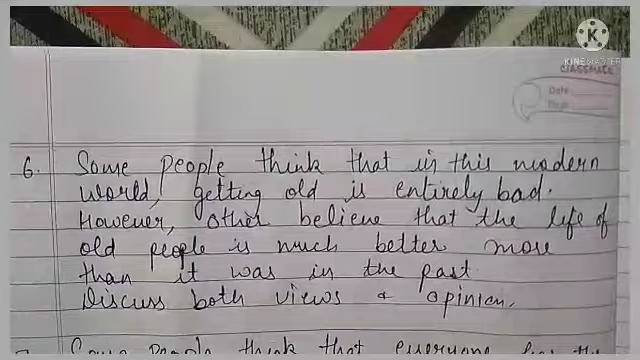 K
KINEMASTER
CLASSMATE
Date
Page
6. Some people think that in this modern
world, getting old is entirely bad.
However, other believe that the life of
old people is much better more
than it was in the past.
Discuss both views & opinion.
Some people think that everyone has the